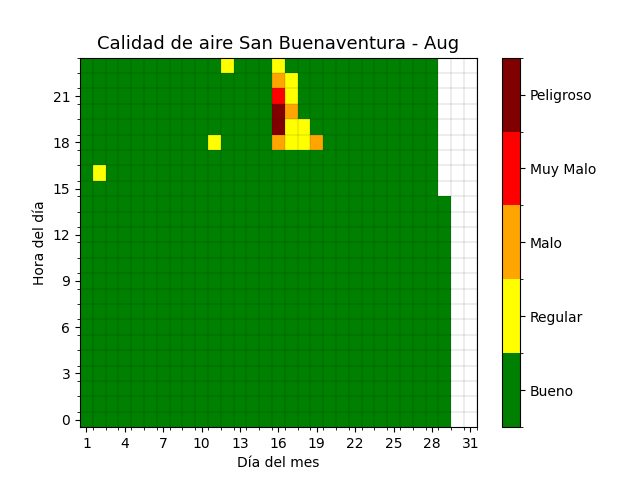 Calidad de aire San Buenaventura - Aug
Hora del día
21
18
15
12
9
6
3
0
1 4 7 10 13 16 19 22 25 28 31
Día del mes
Peligroso
Muy Malo
Malo
Regular
Bueno